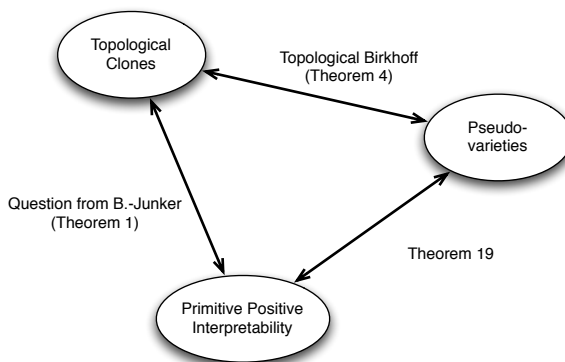 Topological
Clones
Topological Birkhoff
(Theorem 4)
Pseudo-
varieties
Question from B.-Junker
(Theorem 1)
Theorem 19
Primitive Positive
Interpretability